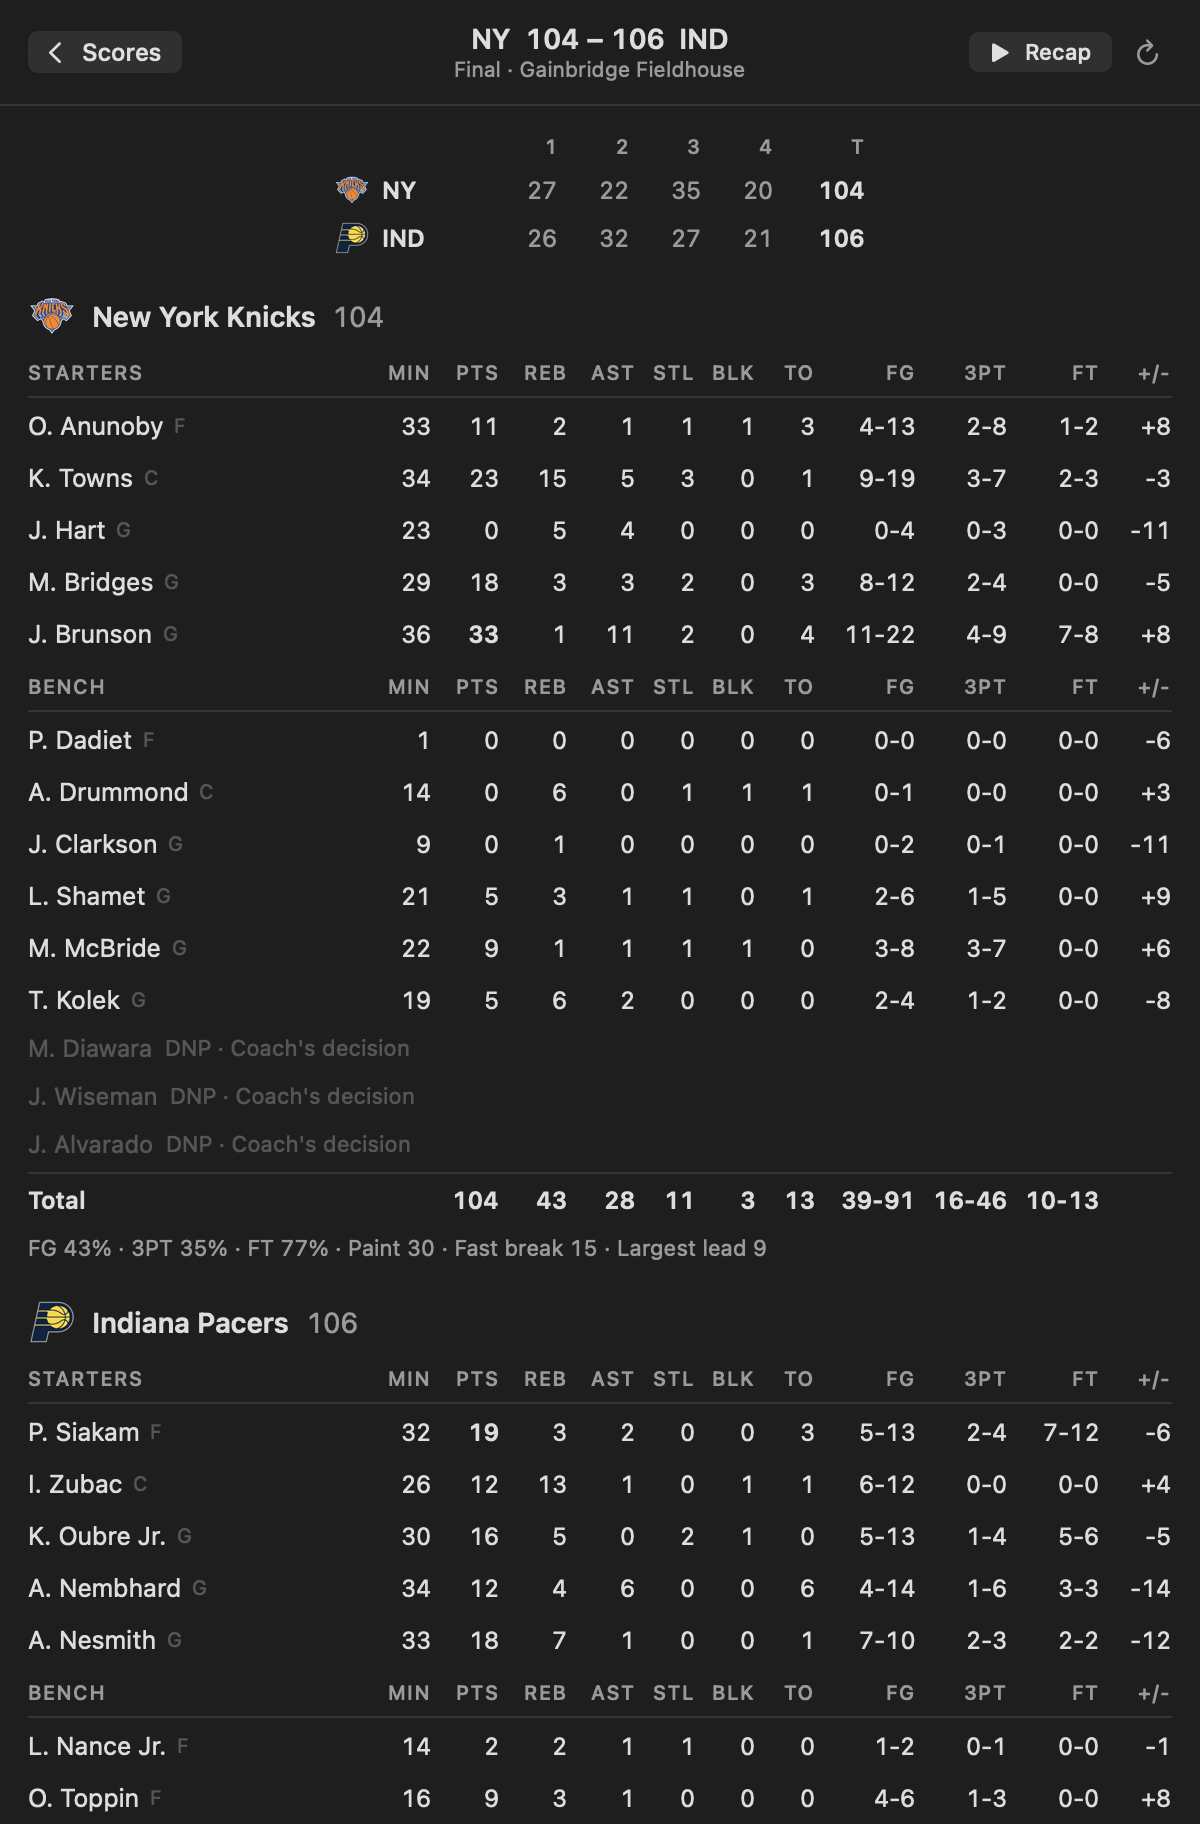 Scores
NY 104 – 106 IND
Final · Gainbridge Fieldhouse
Recap
1 2 3 4 T
NY 27 22 35 20 104
IND 26 32 27 21 106
New York Knicks 104
STARTERS MIN PTS REB AST STL BLK TO FG 3PT FT +/-
O. Anunoby F 33 11 2 1 1 1 3 4-13 2-8 1-2 +8
K. Towns C 34 23 15 5 3 0 1 9-19 3-7 2-3 -3
J. Hart G 23 0 5 4 0 0 0 0-4 0-3 0-0 -11
M. Bridges G 29 18 3 3 2 0 3 8-12 2-4 0-0 -5
J. Brunson G 36 33 1 11 2 0 4 11-22 4-9 7-8 +8
BENCH MIN PTS REB AST STL BLK TO FG 3PT FT +/-
P. Dadiet F 1 0 0 0 0 0 0 0-0 0-0 0-0 -6
A. Drummond C 14 0 6 0 1 1 1 0-1 0-0 0-0 +3
J. Clarkson G 9 0 1 0 0 0 0 0-2 0-1 0-0 -11
L. Shamet G 21 5 3 1 1 0 1 2-6 1-5 0-0 +9
M. McBride G 22 9 1 1 1 1 0 3-8 3-7 0-0 +6
T. Kolek G 19 5 6 2 0 0 0 2-4 1-2 0-0 -8
M. Diawara DNP · Coach's decision
J. Wiseman DNP · Coach's decision
J. Alvarado DNP · Coach's decision
Total 104 43 28 11 3 13 39-91 16-46 10-13
FG 43% · 3PT 35% · FT 77% · Paint 30 · Fast break 15 · Largest lead 9
Indiana Pacers 106
STARTERS MIN PTS REB AST STL BLK TO FG 3PT FT +/-
P. Siakam F 32 19 3 2 0 0 3 5-13 2-4 7-12 -6
I. Zubac C 26 12 13 1 0 1 1 6-12 0-0 0-0 +4
K. Oubre Jr. G 30 16 5 0 2 1 0 5-13 1-4 5-6 -5
A. Nembhard G 34 12 4 6 0 0 6 4-14 1-6 3-3 -14
A. Nesmith G 33 18 7 1 0 0 1 7-10 2-3 2-2 -12
BENCH MIN PTS REB AST STL BLK TO FG 3PT FT +/-
L. Nance Jr. F 14 2 2 1 1 0 0 1-2 0-1 0-0 -1
O. Toppin F 16 9 3 1 0 0 0 4-6 1-3 0-0 +8